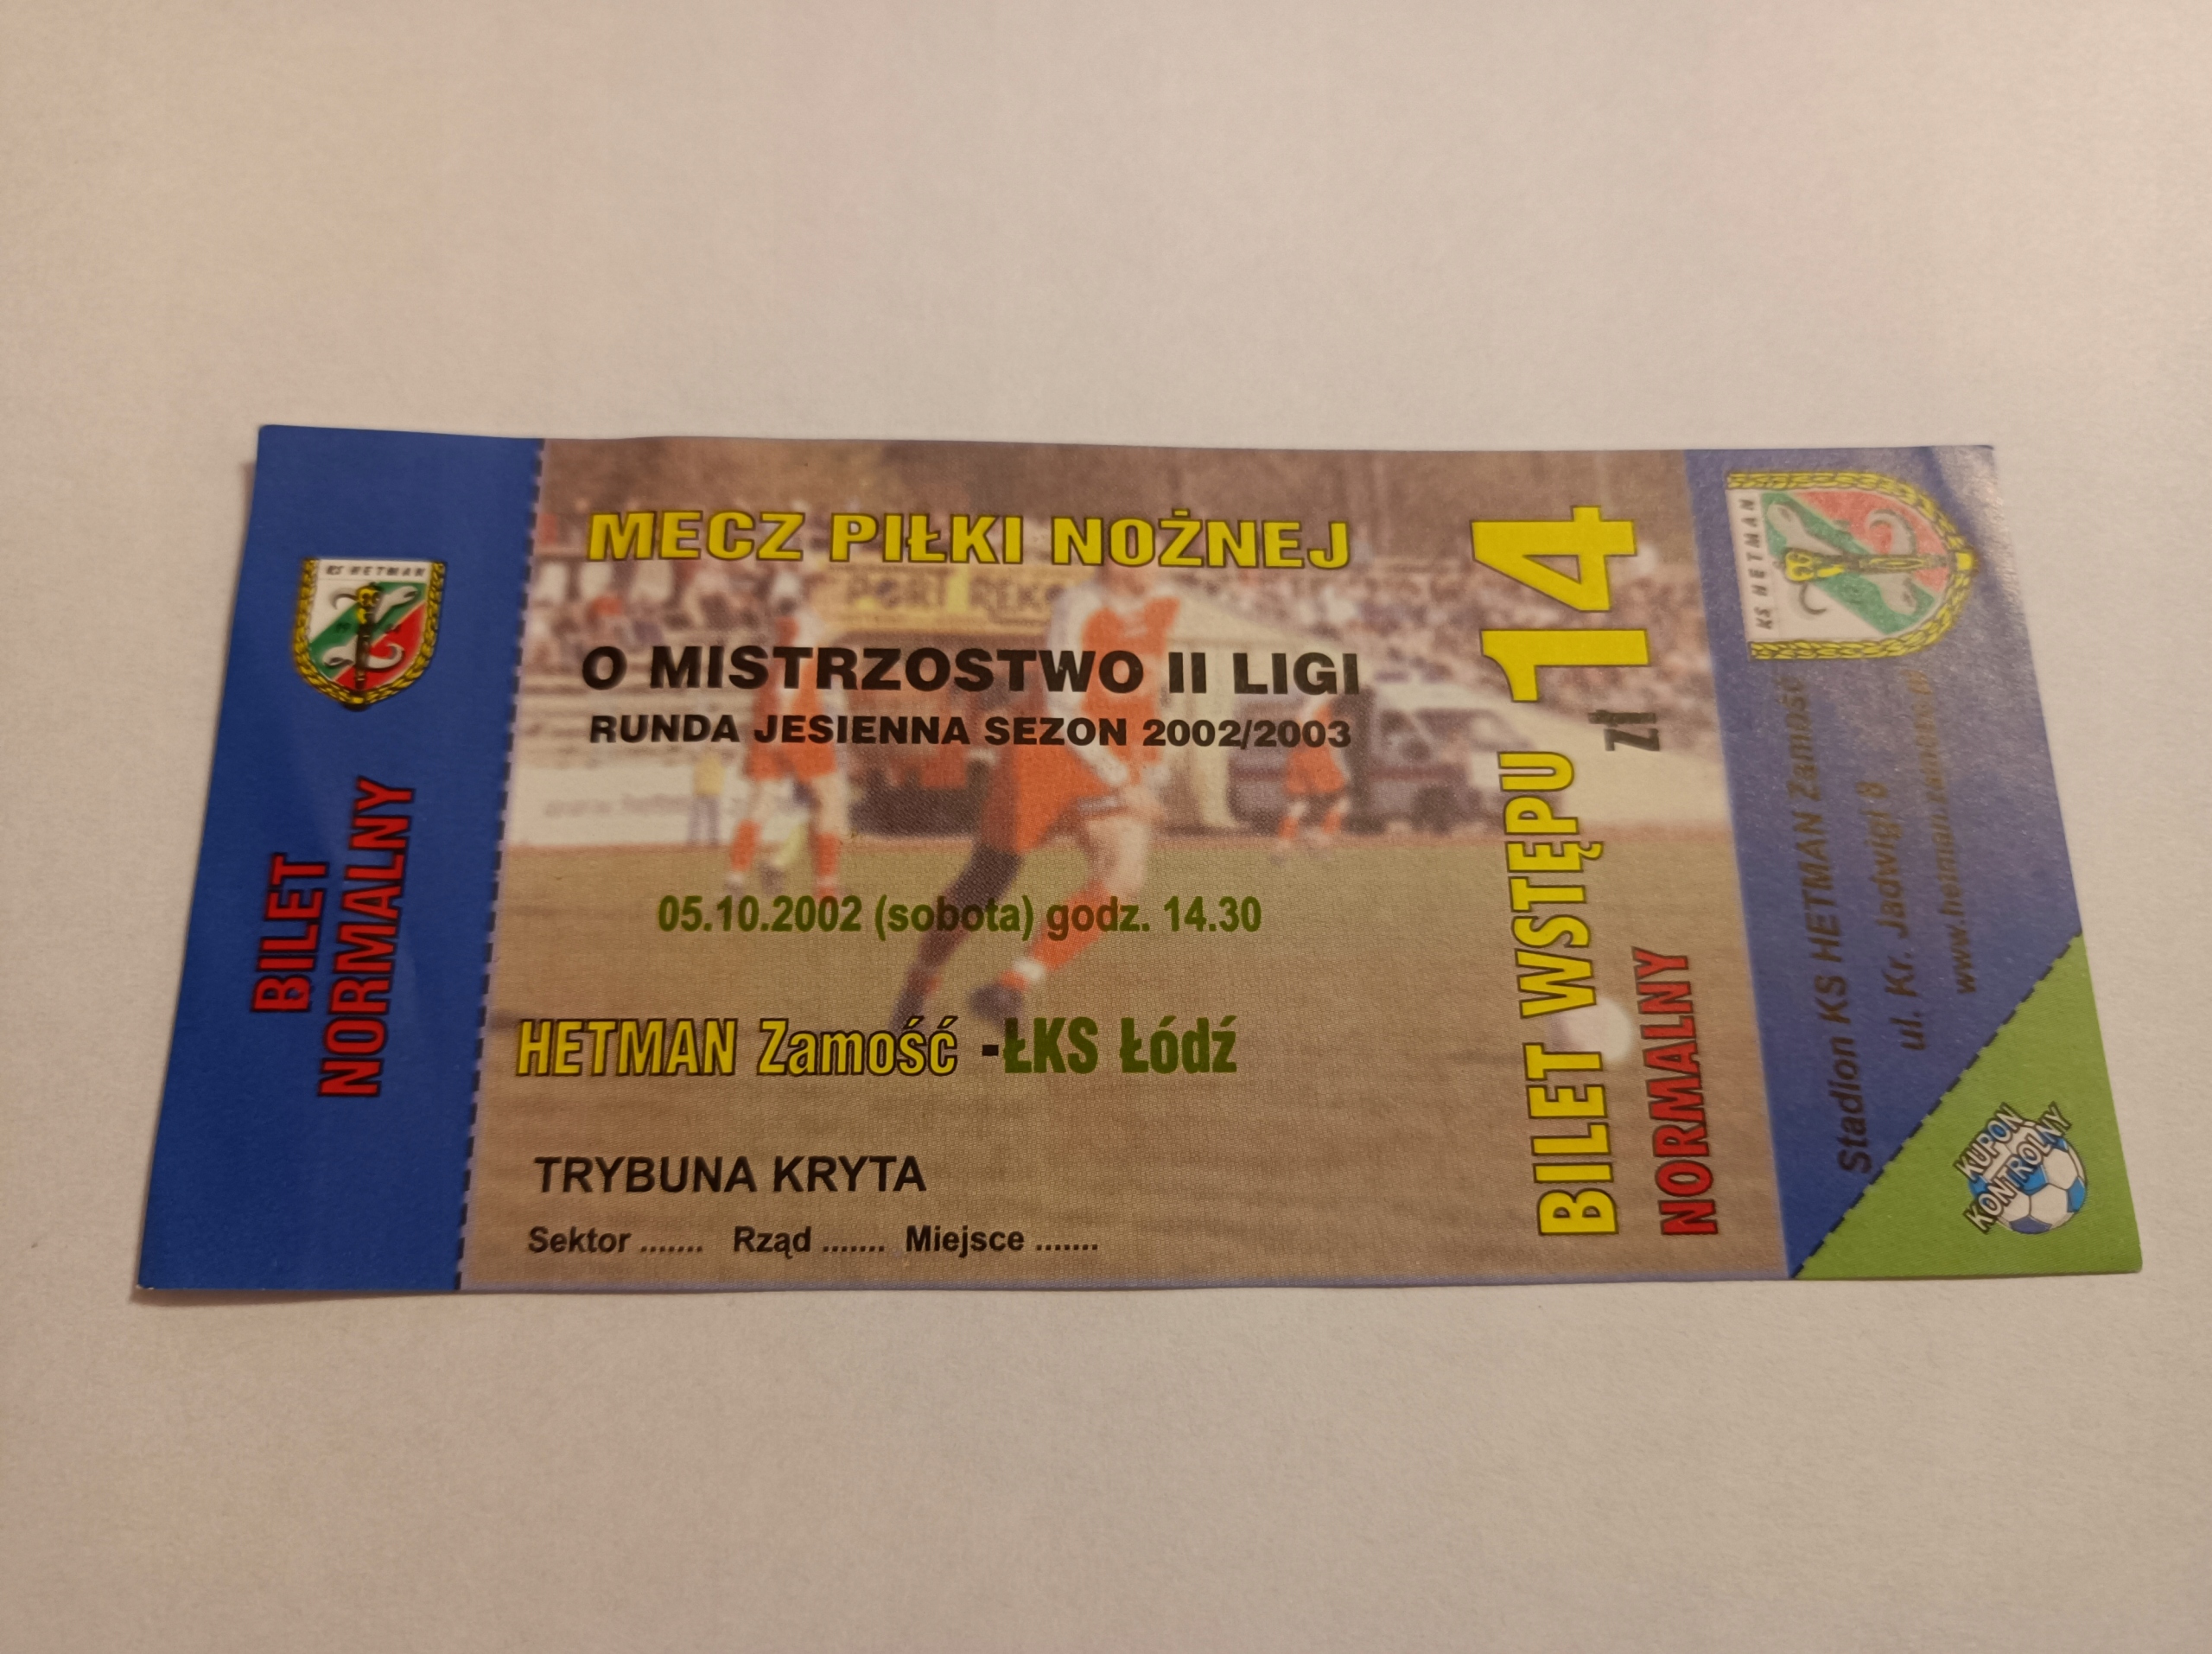 KS HETMAN
BILET
NORMALNY
MECZ PIŁKI NOŻNEJ
O MISTRZOSTWO II LIGI
RUNDA JESIENNA SEZON 2002/2003
05.10.2002 (sobota) godz. 14.30
HETMAN Zamość -ŁKS Łódź
TRYBUNA KRYTA
Sektor ....... Rząd ....... Miejsce .......
BILET WSTĘPU 14
zł
NORMALNY
KS HETMAN
Stadion KS HETMAN Zamość
ul. Kr. Jadwigi 8
KUPON
KONTROLNY